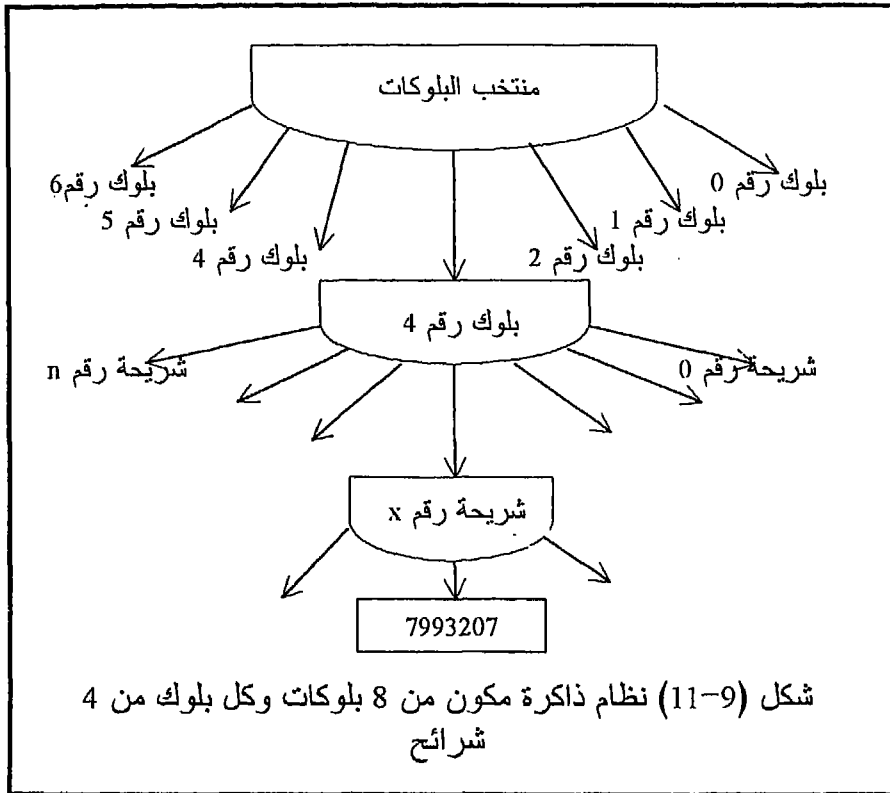 منتخب البلوكات
بلوك رقم 0
بلوك رقم 1
بلوك رقم 2
بلوك رقم 4
بلوك رقم 5
بلوك رقم6
بلوك رقم 4
شريحة رقم 0
شريحة رقم n
شريحة رقم x
7993207
شكل (9-11) نظام ذاكرة مكون من 8 بلوكات وكل بلوك من 4
شرائح